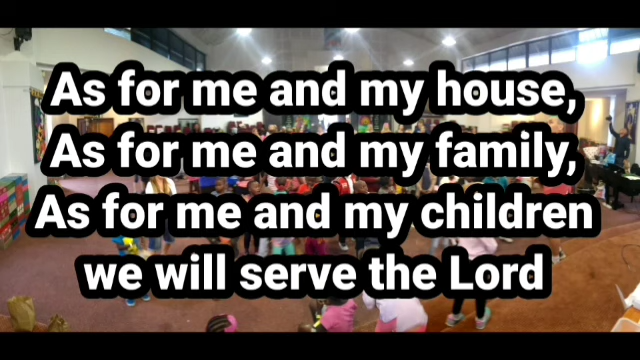 As for me and my house,
As for me and my family,
As for me and my children
we will serve the Lord